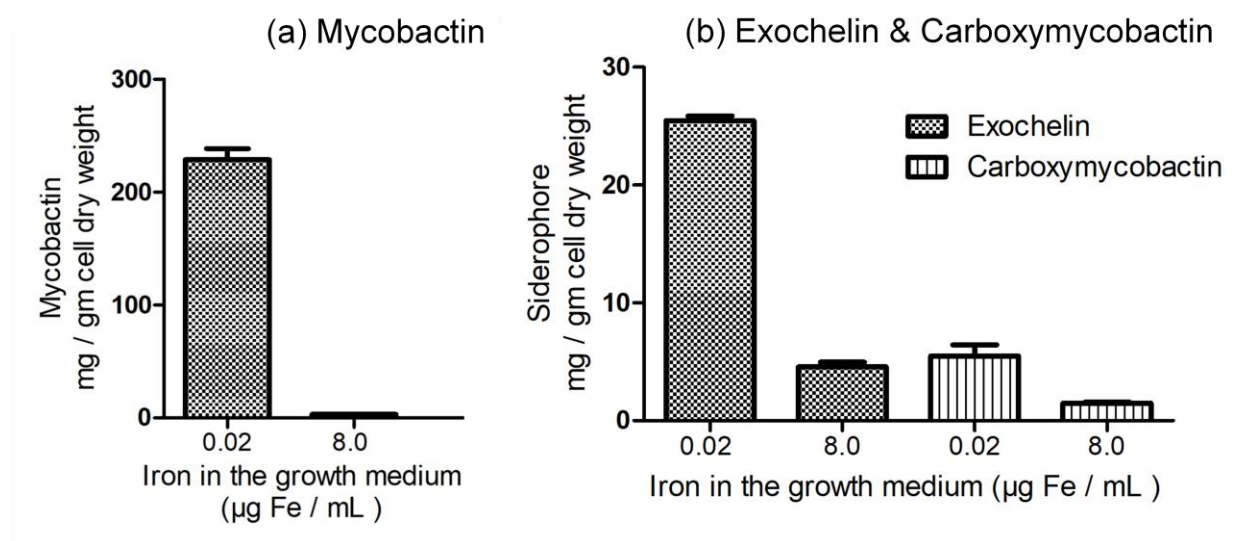 (a) Mycobactin
Mycobactin
mg / gm cell dry weight
300
200
100
0
0.02 8.0
Iron in the growth medium
(µg Fe / mL )
(b) Exochelin & Carboxymycobactin
Siderophore
mg / gm cell dry weight
30
20
10
0
Exochelin
Carboxymycobactin
0.02 8.0 0.02 8.0
Iron in the growth medium (µg Fe / mL )